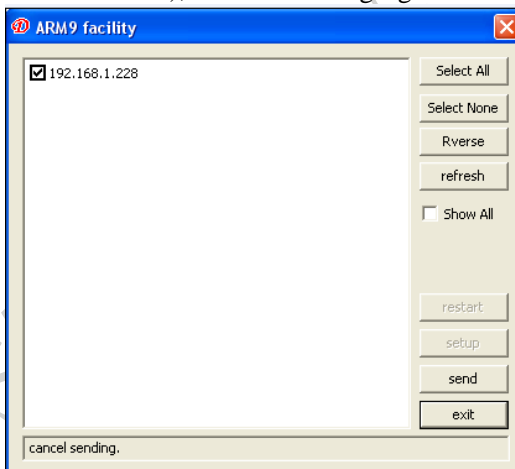 ARM9 facility
192.168.1.228
Select All
Select None
Rverse
refresh
Show All
restart
setup
send
exit
cancel sending.